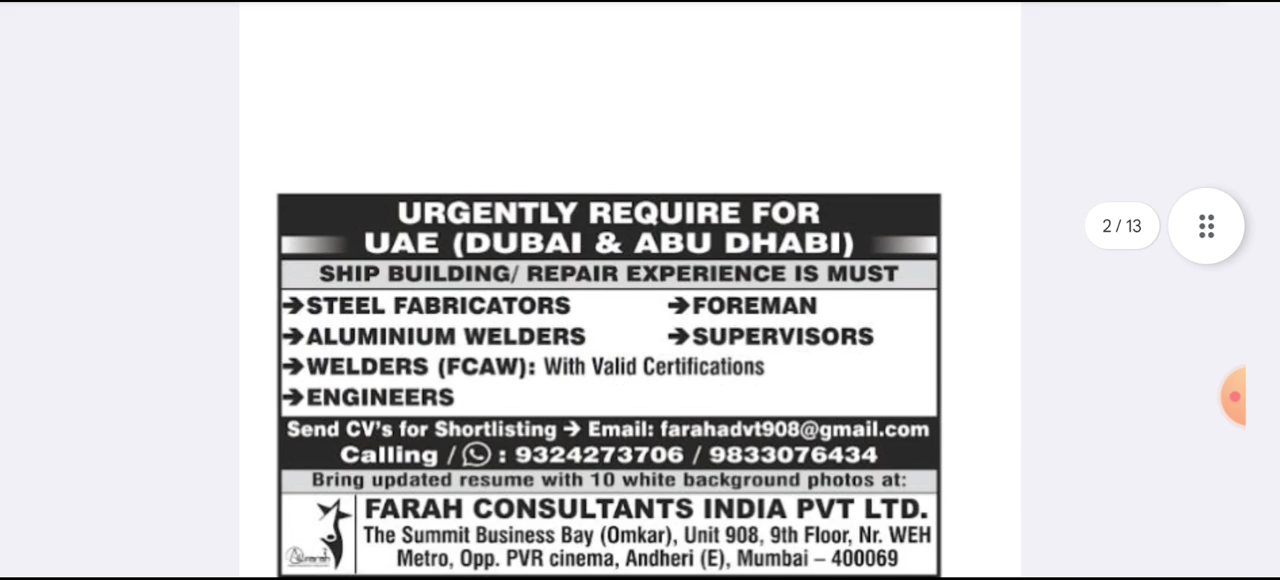 URGENTLY REQUIRE FOR
UAE (DUBAI & ABU DHABI)
SHIP BUILDING/ REPAIR EXPERIENCE IS MUST
➔STEEL FABRICATORS ➔FOREMAN
➔ALUMINIUM WELDERS ➔SUPERVISORS
➔WELDERS (FCAW): With Valid Certifications
➔ENGINEERS
Send CV's for Shortlisting ➔ Email: farahadvt908@gmail.com
Calling / : 9324273706 / 9833076434
Bring updated resume with 10 white background photos at:
FARAH CONSULTANTS INDIA PVT LTD.
The Summit Business Bay (Omkar), Unit 908, 9th Floor, Nr. WEH
Metro, Opp. PVR cinema, Andheri (E), Mumbai – 400069
2 / 13